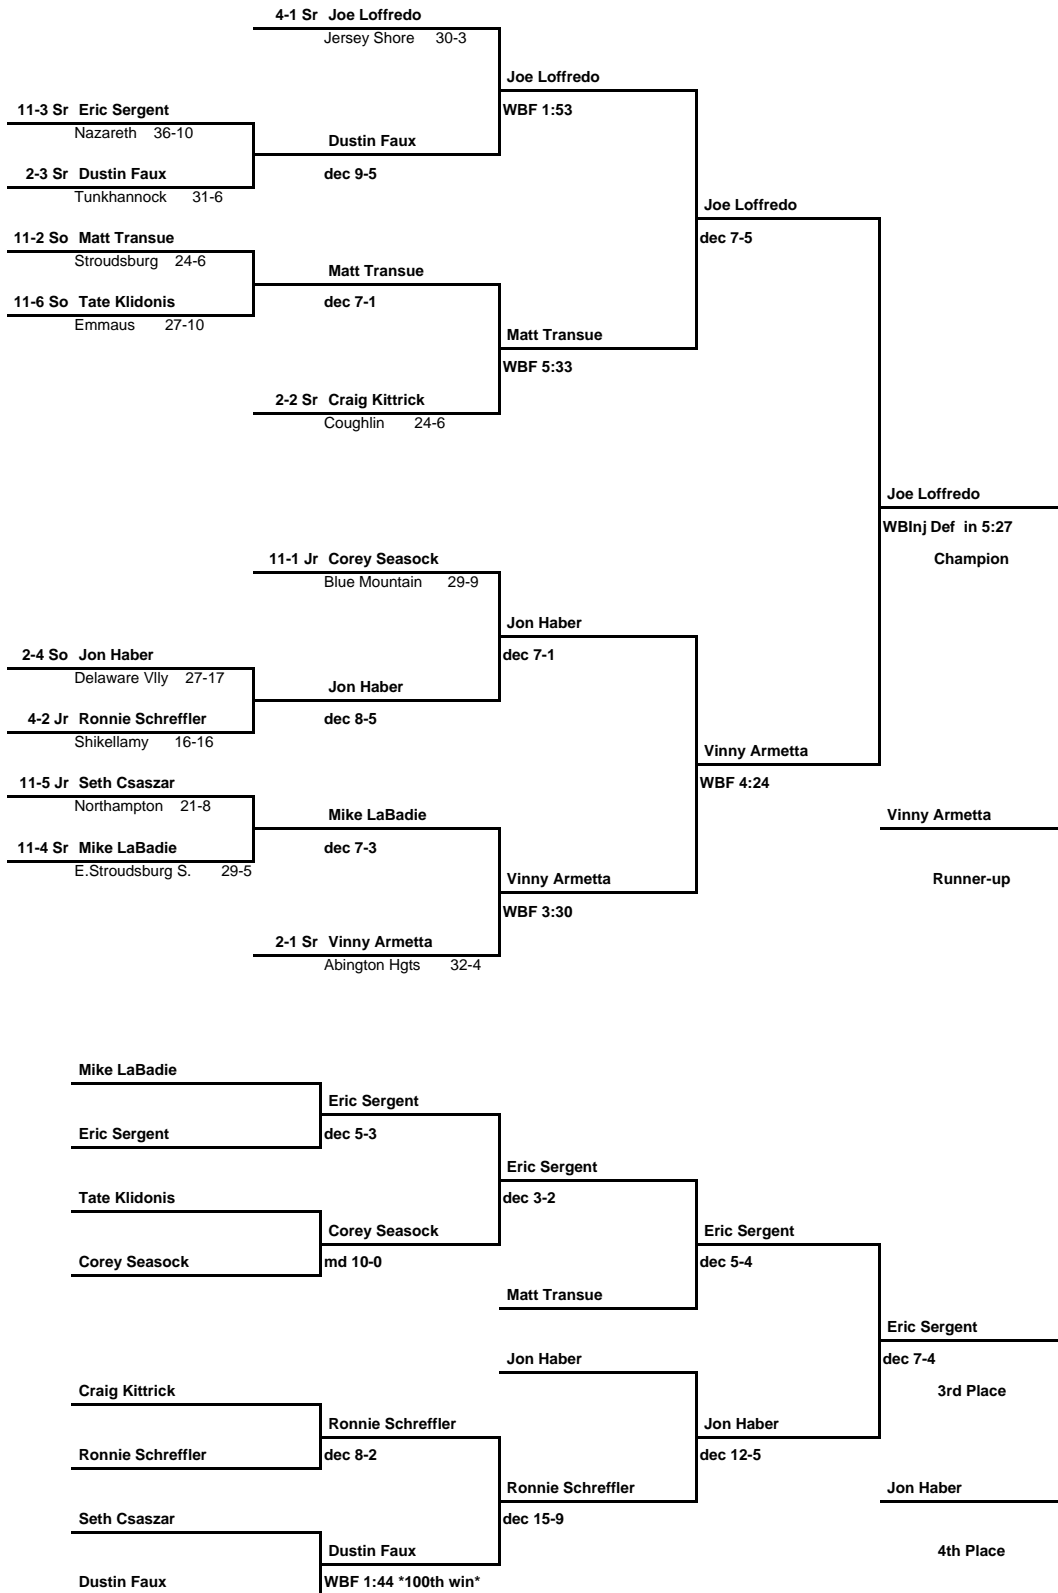 4-1 Sr Joe Loffredo
Jersey Shore 30-3
Joe Loffredo
11-3 Sr Eric Sergent
WBF 1:53
Nazareth 36-10
Dustin Faux
2-3 Sr Dustin Faux
dec 9-5
Tunkhannock 31-6
Joe Loffredo
11-2 So Matt Transue
dec 7-5
Stroudsburg 24-6
Matt Transue
11-6 So Tate Klidonis
dec 7-1
Emmaus 27-10
Matt Transue
WBF 5:33
2-2 Sr Craig Kittrick
Coughlin 24-6
Joe Loffredo
WBInj Def in 5:27
11-1 Jr Corey Seasock
Champion
Blue Mountain 29-9
Jon Haber
2-4 So Jon Haber
dec 7-1
Delaware Vlly 27-17
Jon Haber
4-2 Jr Ronnie Schreffler
dec 8-5
Shikellamy 16-16
Vinny Armetta
11-5 Jr Seth Csaszar
WBF 4:24
Northampton 21-8
Mike LaBadie
Vinny Armetta
11-4 Sr Mike LaBadie
dec 7-3
E.Stroudsburg S. 29-5
Vinny Armetta
Runner-up
WBF 3:30
2-1 Sr Vinny Armetta
Abington Hgts 32-4
Mike LaBadie
Eric Sergent
Eric Sergent
dec 5-3
Eric Sergent
Tate Klidonis
dec 3-2
Corey Seasock
Eric Sergent
Corey Seasock
md 10-0
dec 5-4
Matt Transue
Eric Sergent
Jon Haber
dec 7-4
Craig Kittrick
3rd Place
Ronnie Schreffler
Jon Haber
Ronnie Schreffler
dec 8-2
dec 12-5
Ronnie Schreffler
Jon Haber
Seth Csaszar
dec 15-9
Dustin Faux
4th Place
Dustin Faux
WBF 1:44 *100th win*